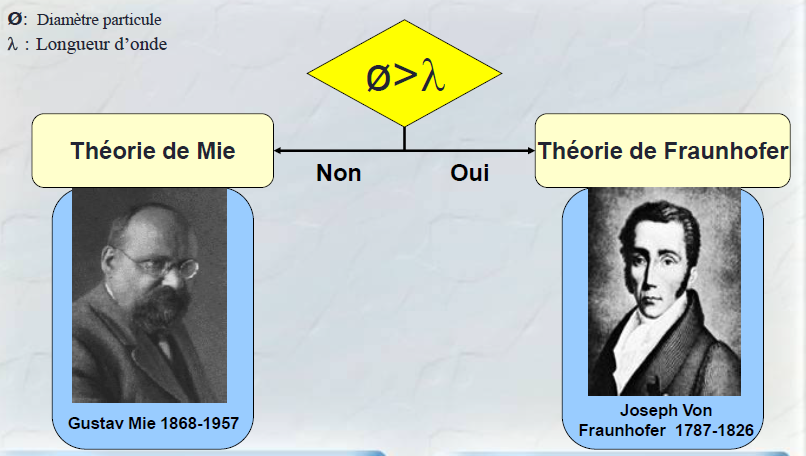 Ø: Diamètre particule
λ : Longueur d’onde
ø>λ
Théorie de Mie
Théorie de Fraunhofer
Non
Oui
Gustav Mie 1868-1957
Joseph Von
Fraunhofer 1787-1826